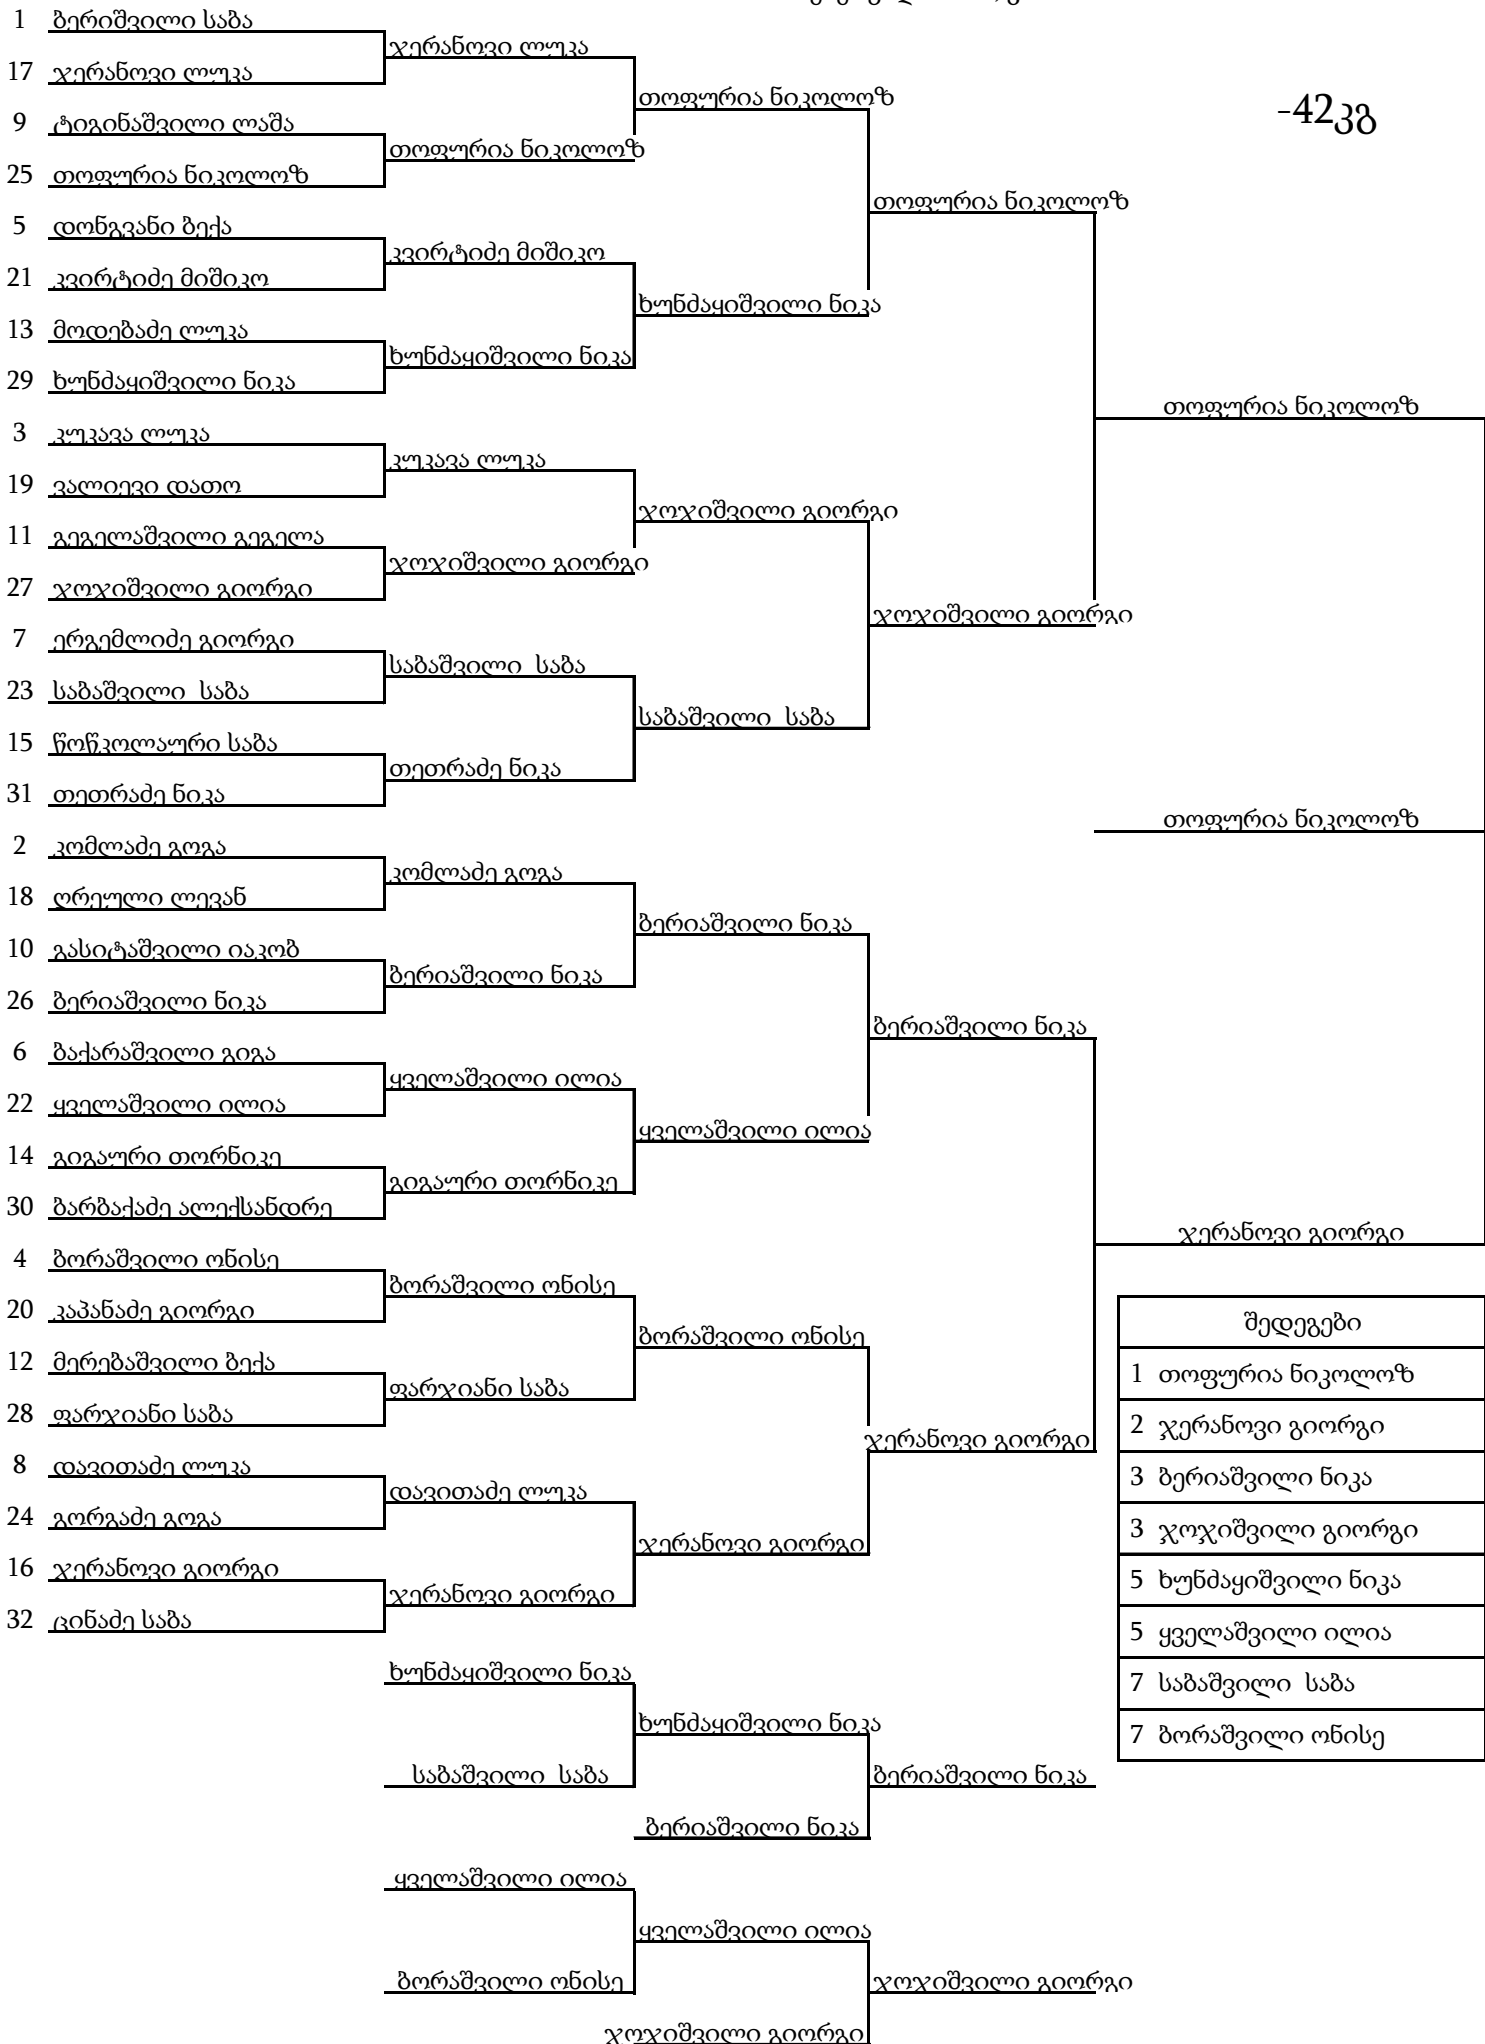 -42კგ
1 ბერიშვილი საბა
17 ჯერანოვი ლუკა
9 ტიგინაშვილი ლაშა
25 თოფურია ნიკოლოზ
5 დონგვანი ბექა
21 კვირტიძე მიშიკო
13 მოდებაძე ლუკა
29 ხუნძაყიშვილი ნიკა
3 კუკავა ლუკა
19 ვალიევი დათო
11 გეგელაშვილი გეგელა
27 ჯოჯიშვილი გიორგი
7 ერგემლიძე გიორგი
23 საბაშვილი საბა
15 წოწკოლაური საბა
31 თეთრაძე ნიკა
2 კომლაძე გოგა
18 ღრეული ლევან
10 გასიტაშვილი იაკობ
26 ბერიაშვილი ნიკა
6 ბაქარაშვილი გიგა
22 ყველაშვილი ილია
14 გიგაური თორნიკე
30 ბარბაქაძე ალექსანდრე
4 ბორაშვილი ონისე
20 კაპანაძე გიორგი
12 მერებაშვილი ბექა
28 ფარჯიანი საბა
8 დავითაძე ლუკა
24 გორგაძე გოგა
16 ჯერანოვი გიორგი
32 ცინაძე საბა
ჯერანოვი ლუკა
თოფურია ნიკოლოზ
კვირტიძე მიშიკო
ხუნძაყიშვილი ნიკა
კუკავა ლუკა
ჯოჯიშვილი გიორგი
საბაშვილი საბა
თეთრაძე ნიკა
კომლაძე გოგა
ბერიაშვილი ნიკა
ყველაშვილი ილია
გიგაური თორნიკე
ბორაშვილი ონისე
ფარჯიანი საბა
დავითაძე ლუკა
ჯერანოვი გიორგი
თოფურია ნიკოლოზ
ხუნძაყიშვილი ნიკა
ჯოჯიშვილი გიორგი
საბაშვილი საბა
ბერიაშვილი ნიკა
ყველაშვილი ილია
ბორაშვილი ონისე
ჯერანოვი გიორგი
თოფურია ნიკოლოზ
ჯოჯიშვილი გიორგი
ბერიაშვილი ნიკა
ჯერანოვი გიორგი
თოფურია ნიკოლოზ
თოფურია ნიკოლოზ
ჯერანოვი გიორგი
შედეგები
1 თოფურია ნიკოლოზ
2 ჯერანოვი გიორგი
3 ბერიაშვილი ნიკა
3 ჯოჯიშვილი გიორგი
5 ხუნძაყიშვილი ნიკა
5 ყველაშვილი ილია
7 საბაშვილი საბა
7 ბორაშვილი ონისე
ხუნძაყიშვილი ნიკა
საბაშვილი საბა
ხუნძაყიშვილი ნიკა
ბერიაშვილი ნიკა
ბერიაშვილი ნიკა
ყველაშვილი ილია
ბორაშვილი ონისე
ყველაშვილი ილია
ჯოჯიშვილი გიორგი
ჯოჯიშვილი გიორგი